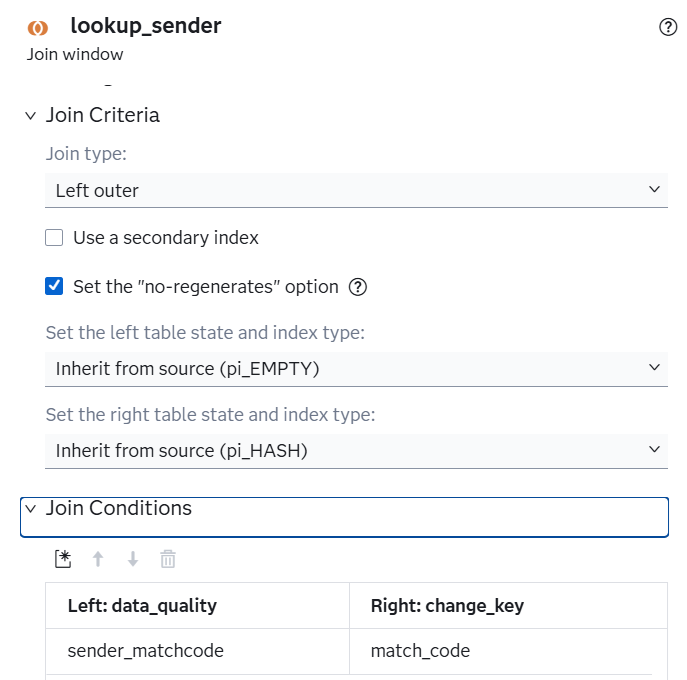 lookup_sender
Join window
Join Criteria
Join type:
Left outer
Use a secondary index
Set the "no-regenerates" option
Set the left table state and index type:
Inherit from source (pi_EMPTY)
Set the right table state and index type:
Inherit from source (pi_HASH)
Join Conditions
Left: data_quality Right: change_key
sender_matchcode match_code